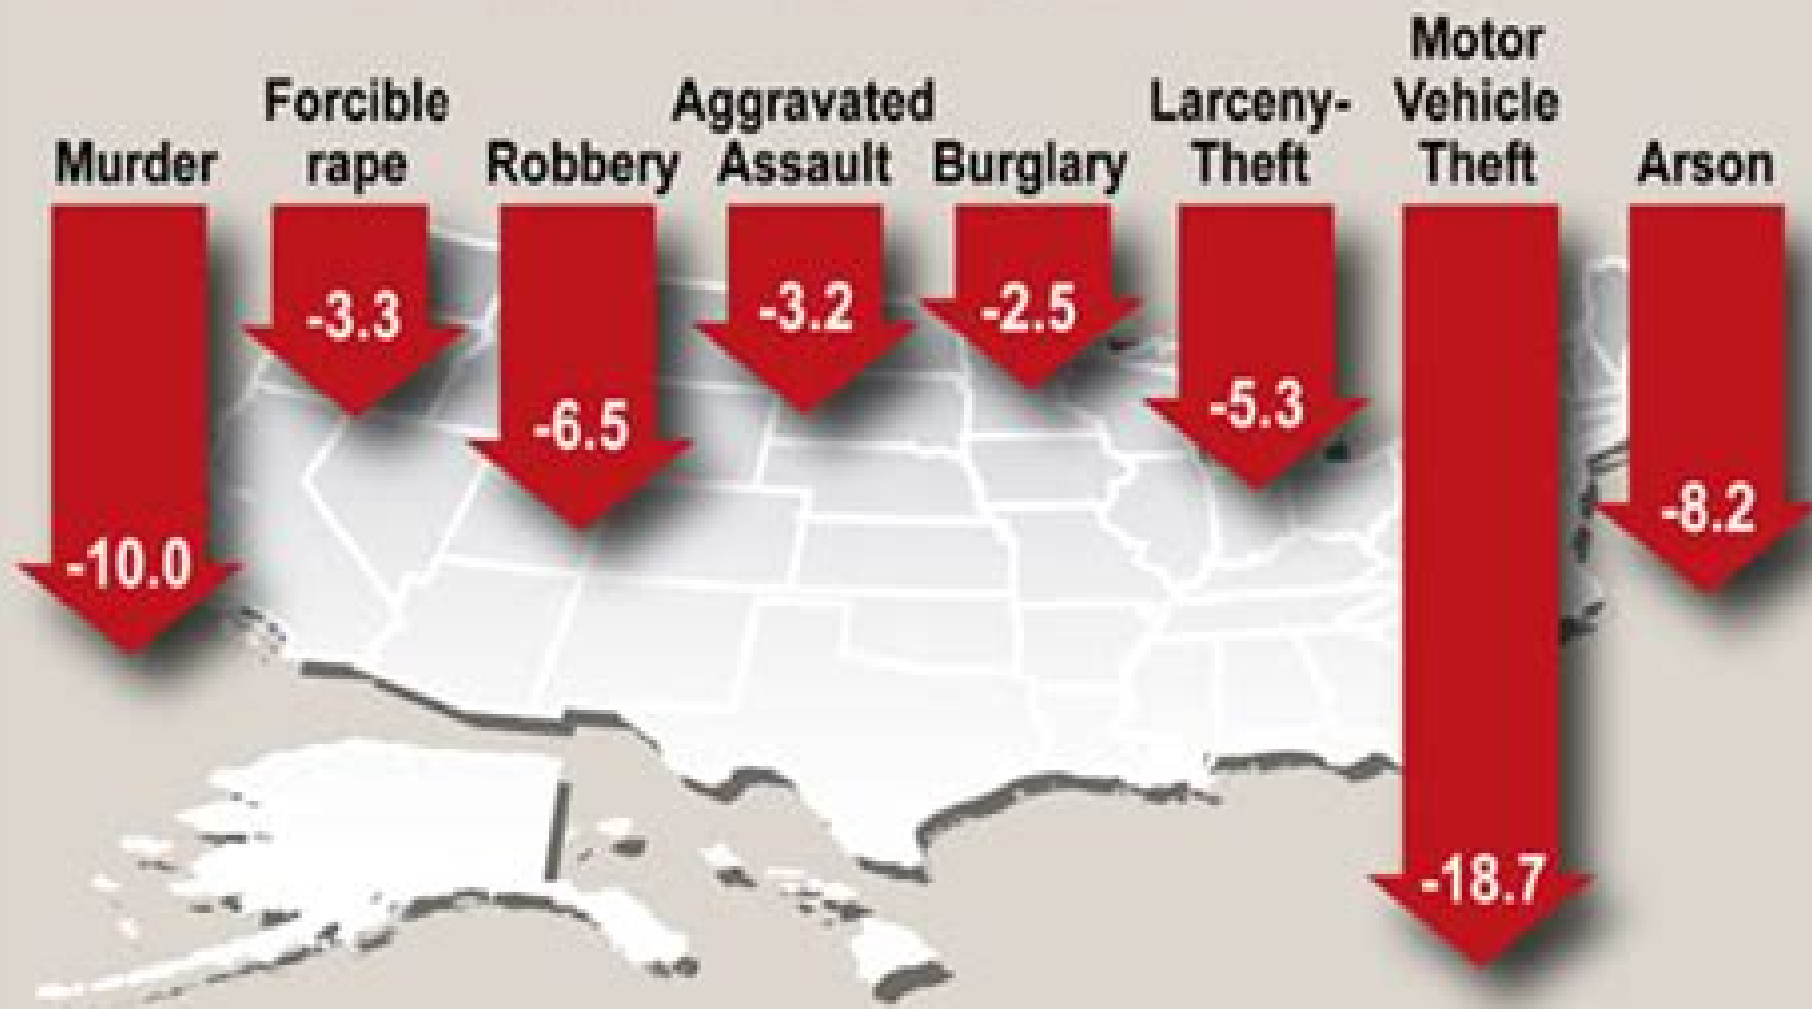 Murder
Forcible
rape
Robbery
Aggravated
Assault
Burglary
Larceny-
Theft
Motor
Vehicle
Theft
Arson
-10.0
-3.3
-6.5
-3.2
-2.5
-5.3
-18.7
-8.2